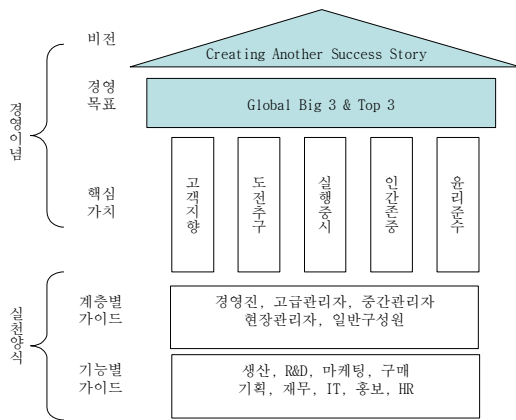 비전
Creating Another Success Story
경영
목표
Global Big 3 & Top 3
경영이념
핵심
가치
고객지향
도전추구
실행중시
인간존중
윤리준수
실천양식
계층별
가이드
경영진, 고급관리자, 중간관리자
현장관리자, 일반구성원
기능별
가이드
생산, R&D, 마케팅, 구매
기획, 재무, IT, 홍보, HR